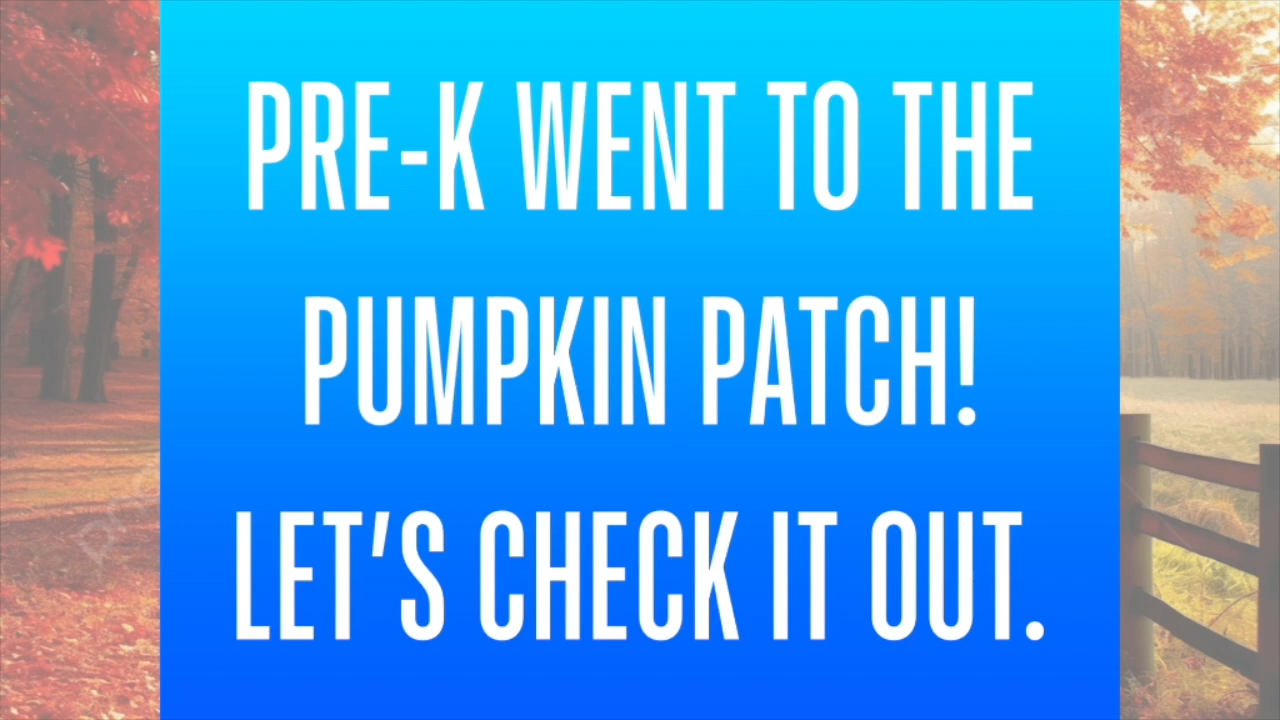 PRE-K WENT TO THE
PUMPKIN PATCH!
LET'S CHECK IT OUT.